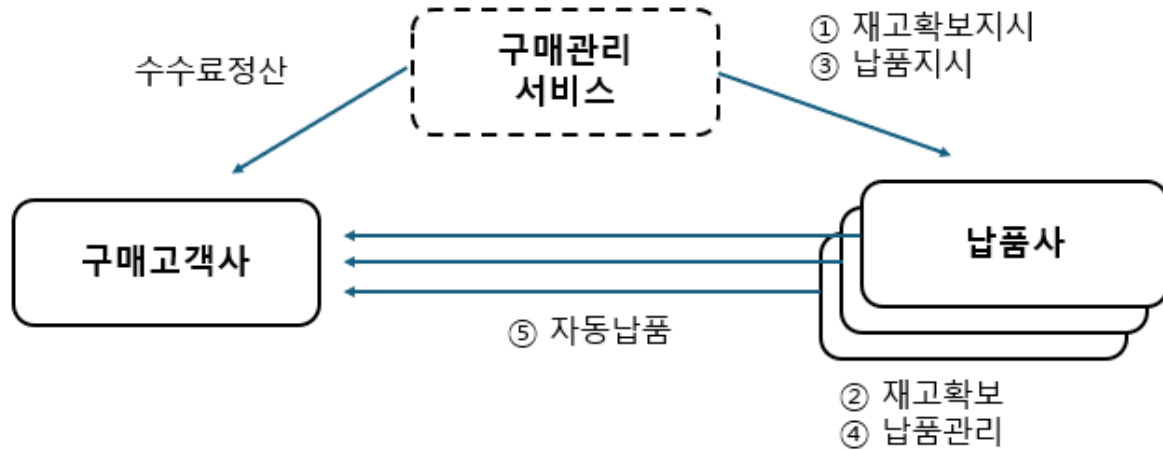 구매관리
서비스
수수료정산
① 재고확보지시
③ 납품지시
구매고객사
납품사
⑤ 자동납품
② 재고확보
④ 납품관리